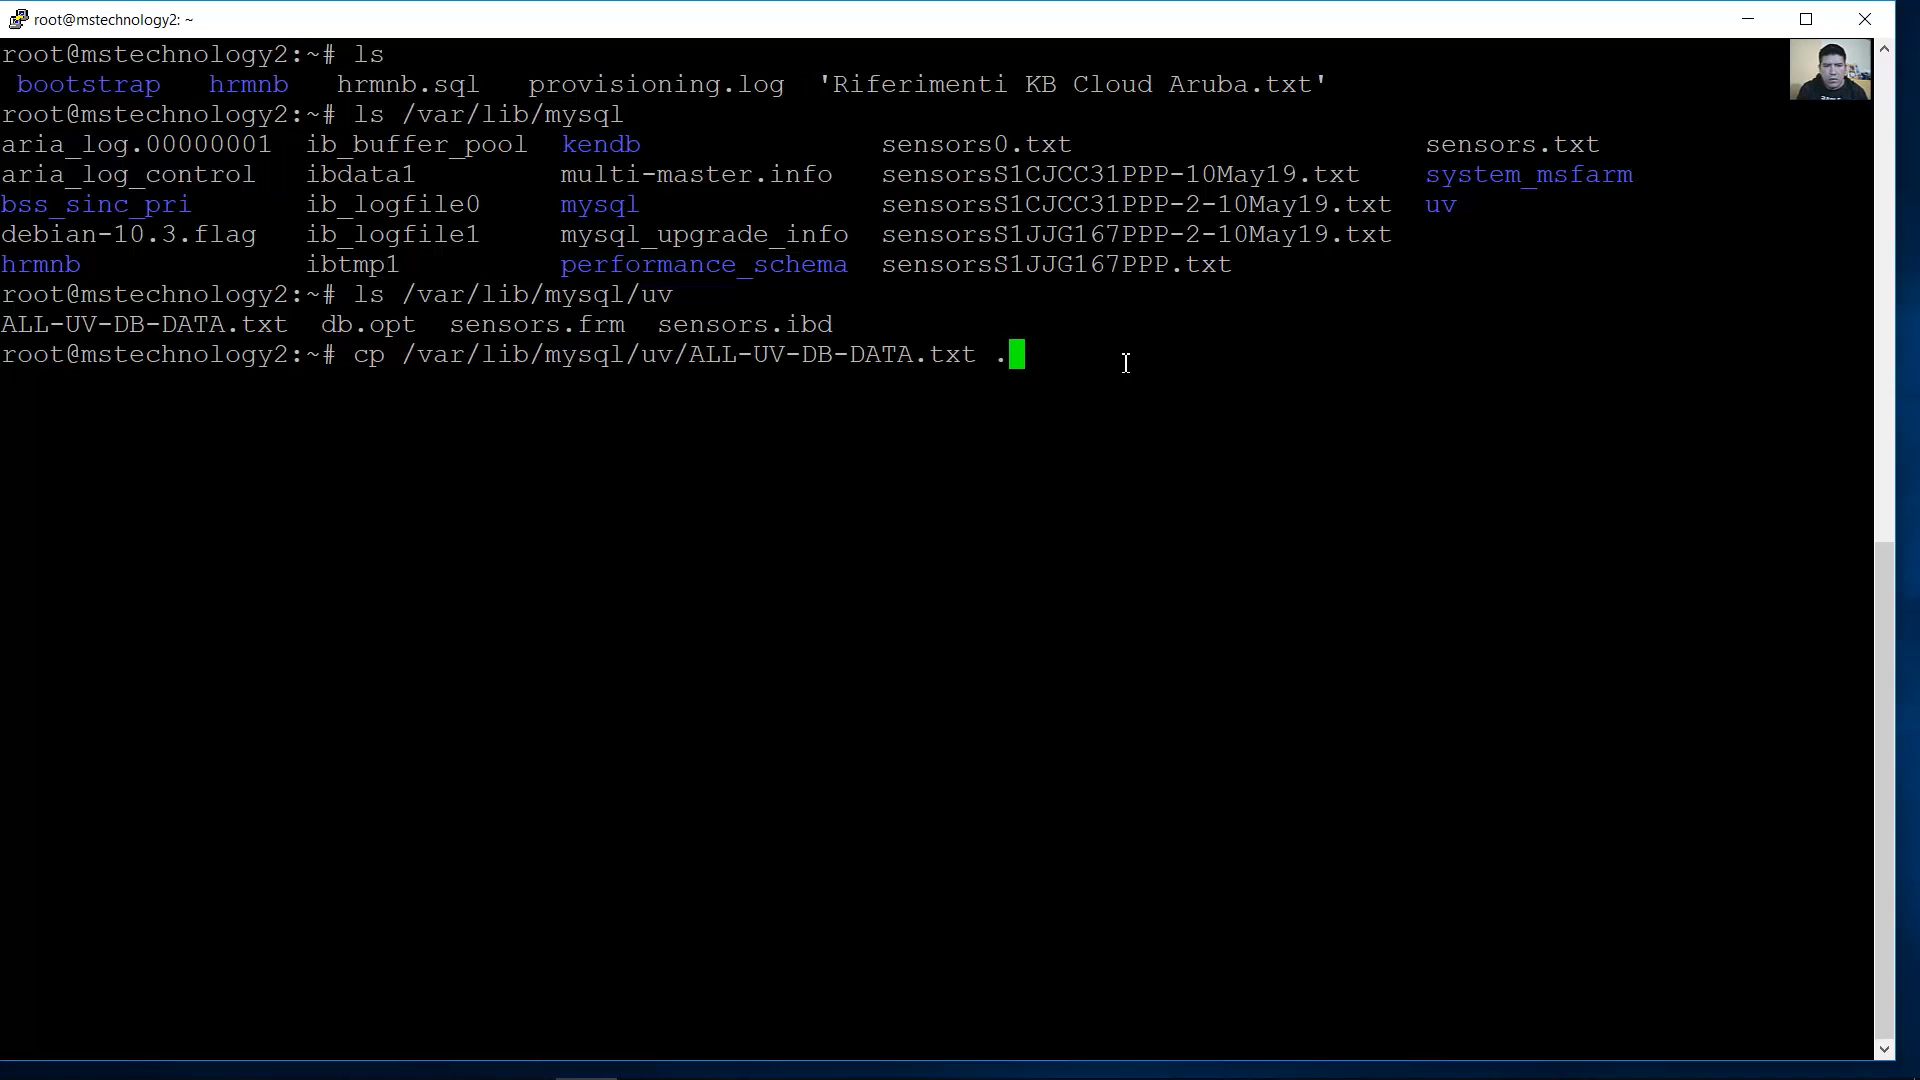 root@mstechnology2: ~
root@mstechnology2:~# ls
bootstrap hrmnb hrmnb.sql provisioning.log 'Riferimenti KB Cloud Aruba.txt'
root@mstechnology2:~# ls /var/lib/mysql
aria_log.00000001 ib_buffer_pool kendb sensors0.txt sensors.txt
aria_log_control ibdata1 multi-master.info sensorsS1CJCC31PPP-10May19.txt system_msfarm
bss_sinc_pri ib_logfile0 mysql sensorsS1CJCC31PPP-2-10May19.txt uv
debian-10.3.flag ib_logfile1 mysql_upgrade_info sensorsS1JJG167PPP-2-10May19.txt
hrmnb ibtmp1 performance_schema sensorsS1JJG167PPP.txt
root@mstechnology2:~# ls /var/lib/mysql/uv
ALL-UV-DB-DATA.txt db.opt sensors.frm sensors.ibd
root@mstechnology2:~# cp /var/lib/mysql/uv/ALL-UV-DB-DATA.txt .